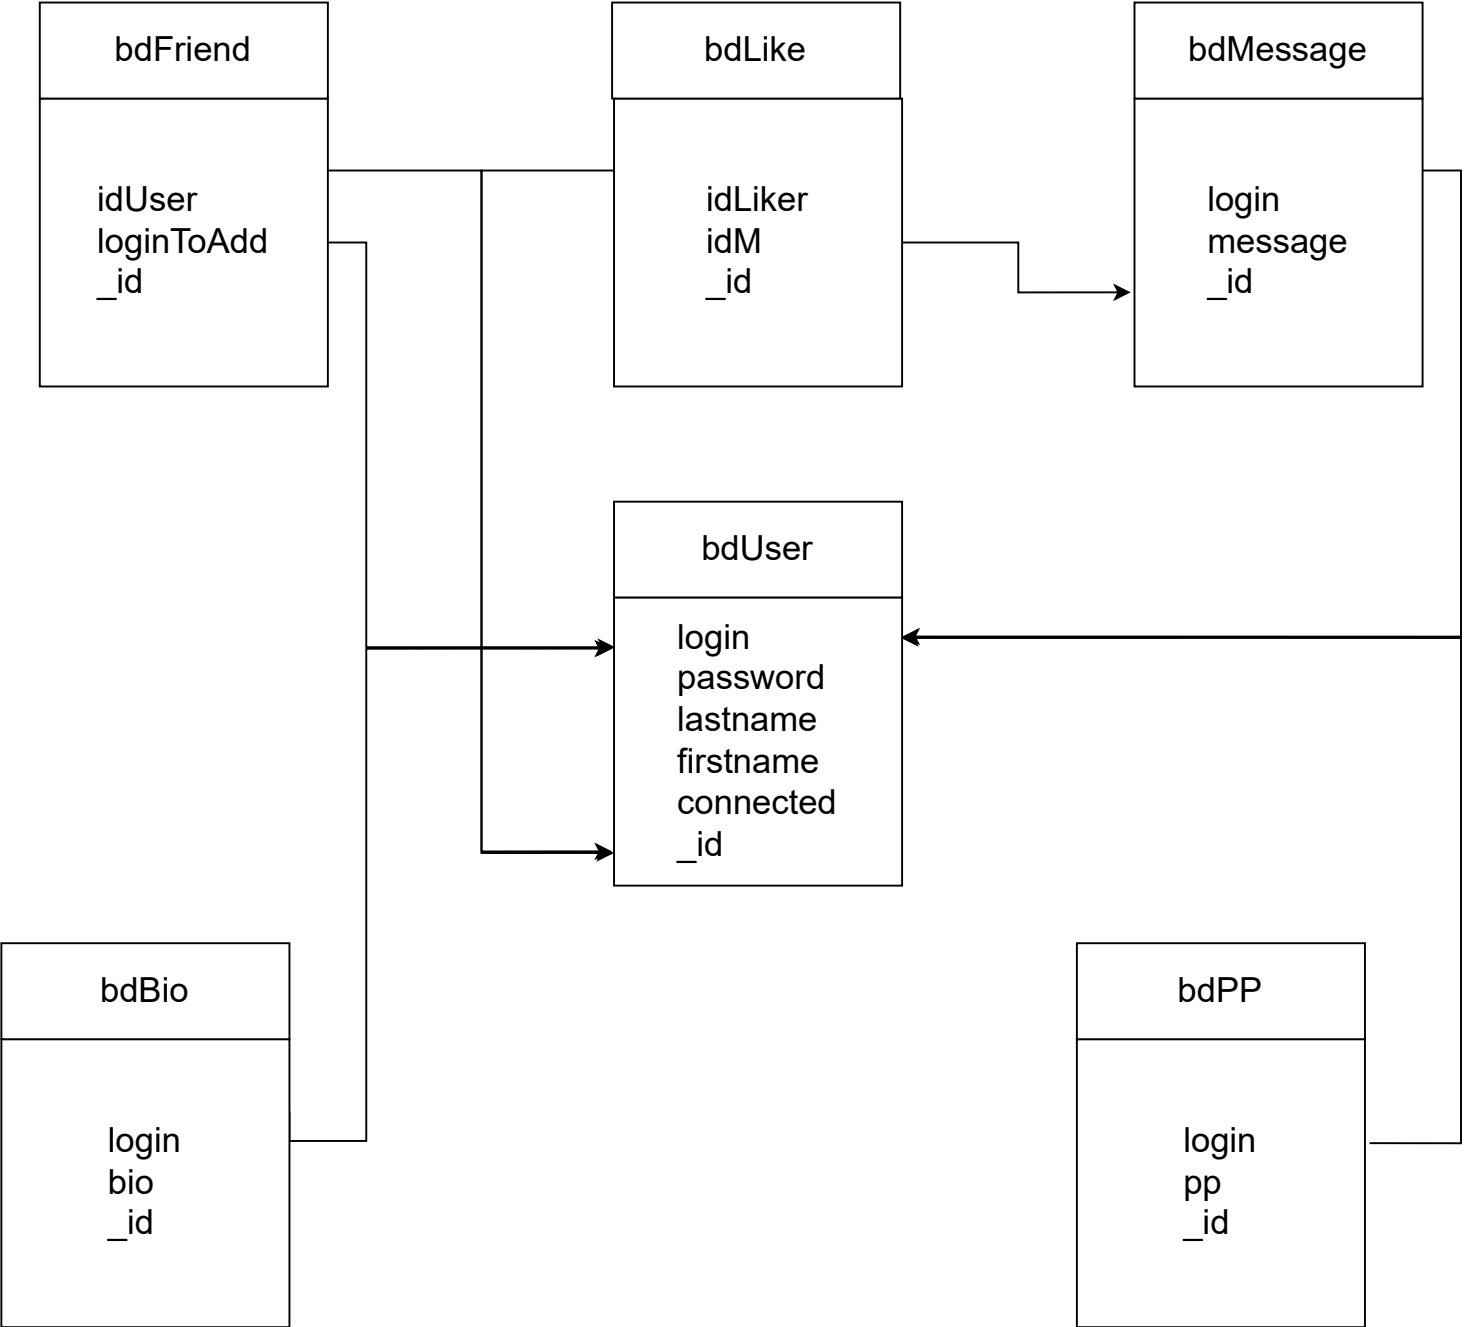 bdFriend
idUser
loginToAdd
_id
bdLike
idLiker
idM
_id
bdMessage
login
message
_id
bdUser
login
password
lastname
firstname
connected
_id
bdBio
login
bio
_id
bdPP
login
pp
_id